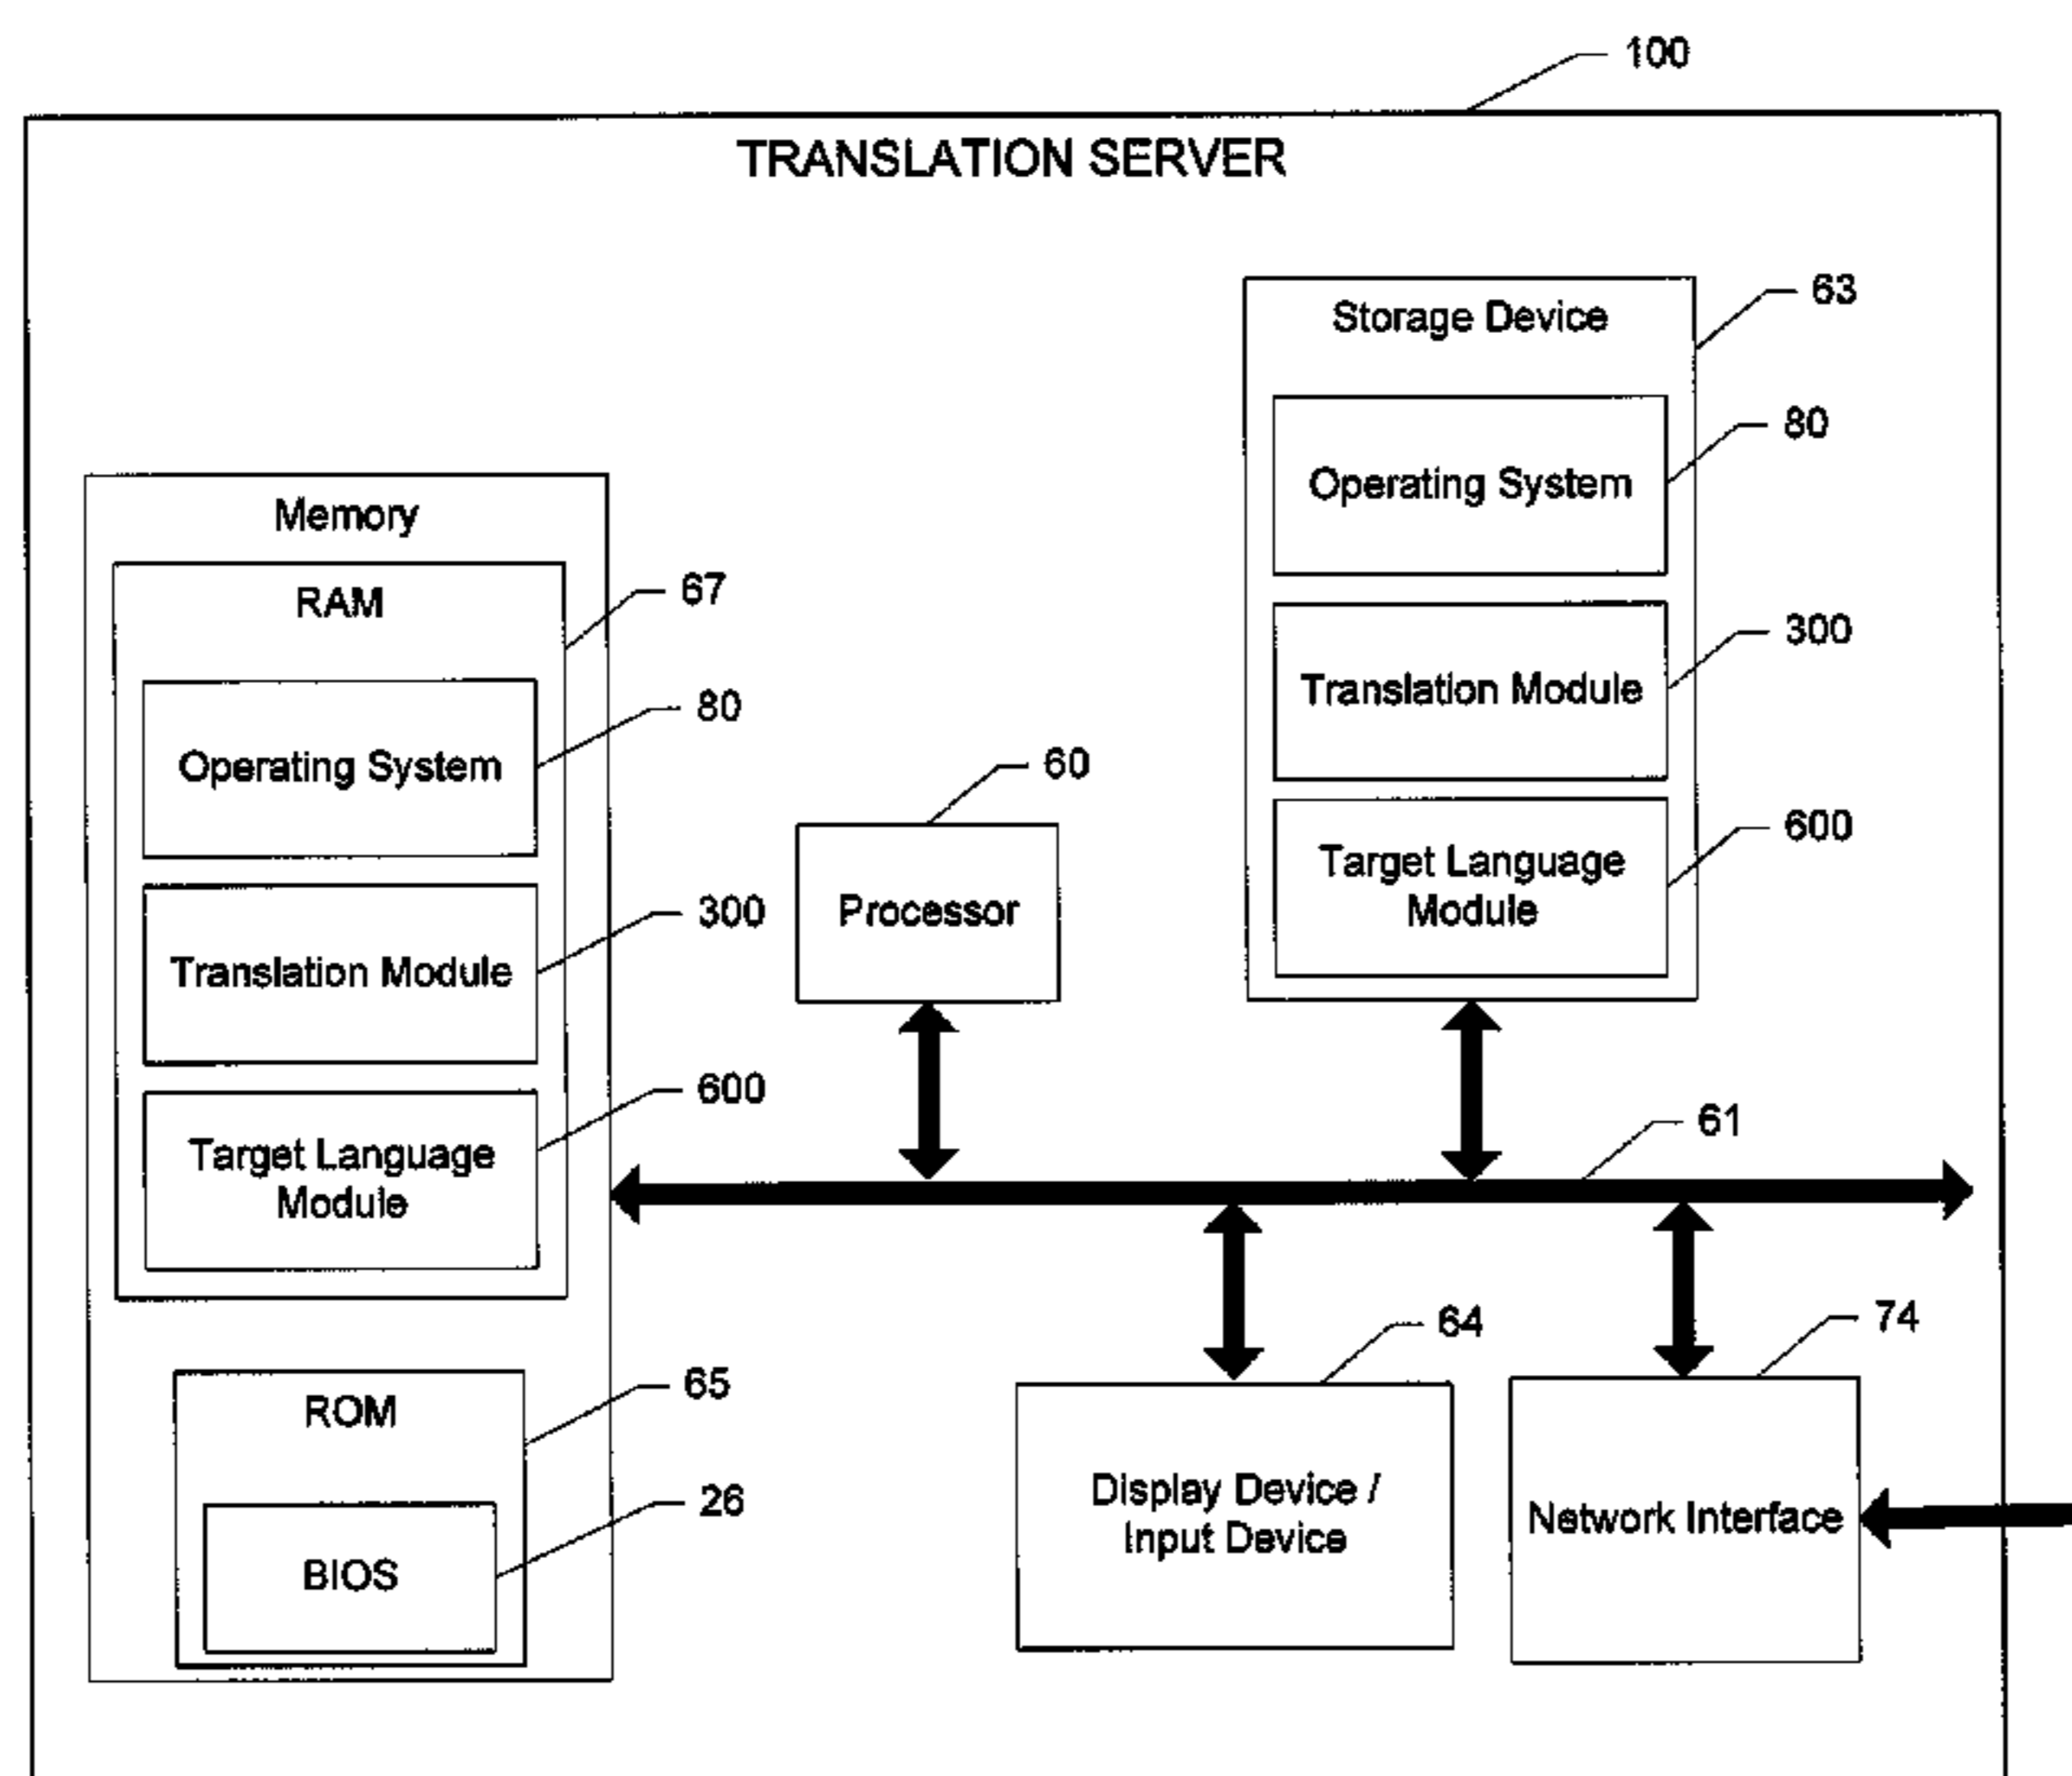 100
TRANSLATION SERVER
63
Storage Device
80
Operating System
300
Translation Module
600
Target Language
Module
Memory
67
RAM
80
Operating System
300
Translation Module
600
Target Language
Module
60
Processor
61
65
ROM
26
BIOS
64
Display Device /
Input Device
74
Network Interface